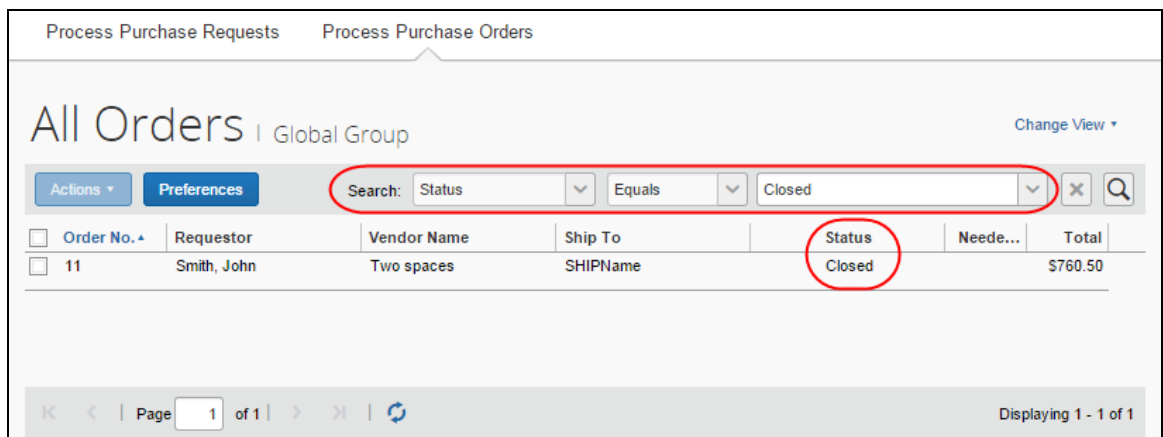 Process Purchase Requests Process Purchase Orders
All Orders | Global Group
Change View
Actions Preferences Search: Status Equals Closed
Order No. Requestor Vendor Name Ship To Status Neede... Total
11 Smith, John Two spaces SHIPName Closed $760.50
Page 1 of 1 Displaying 1 - 1 of 1